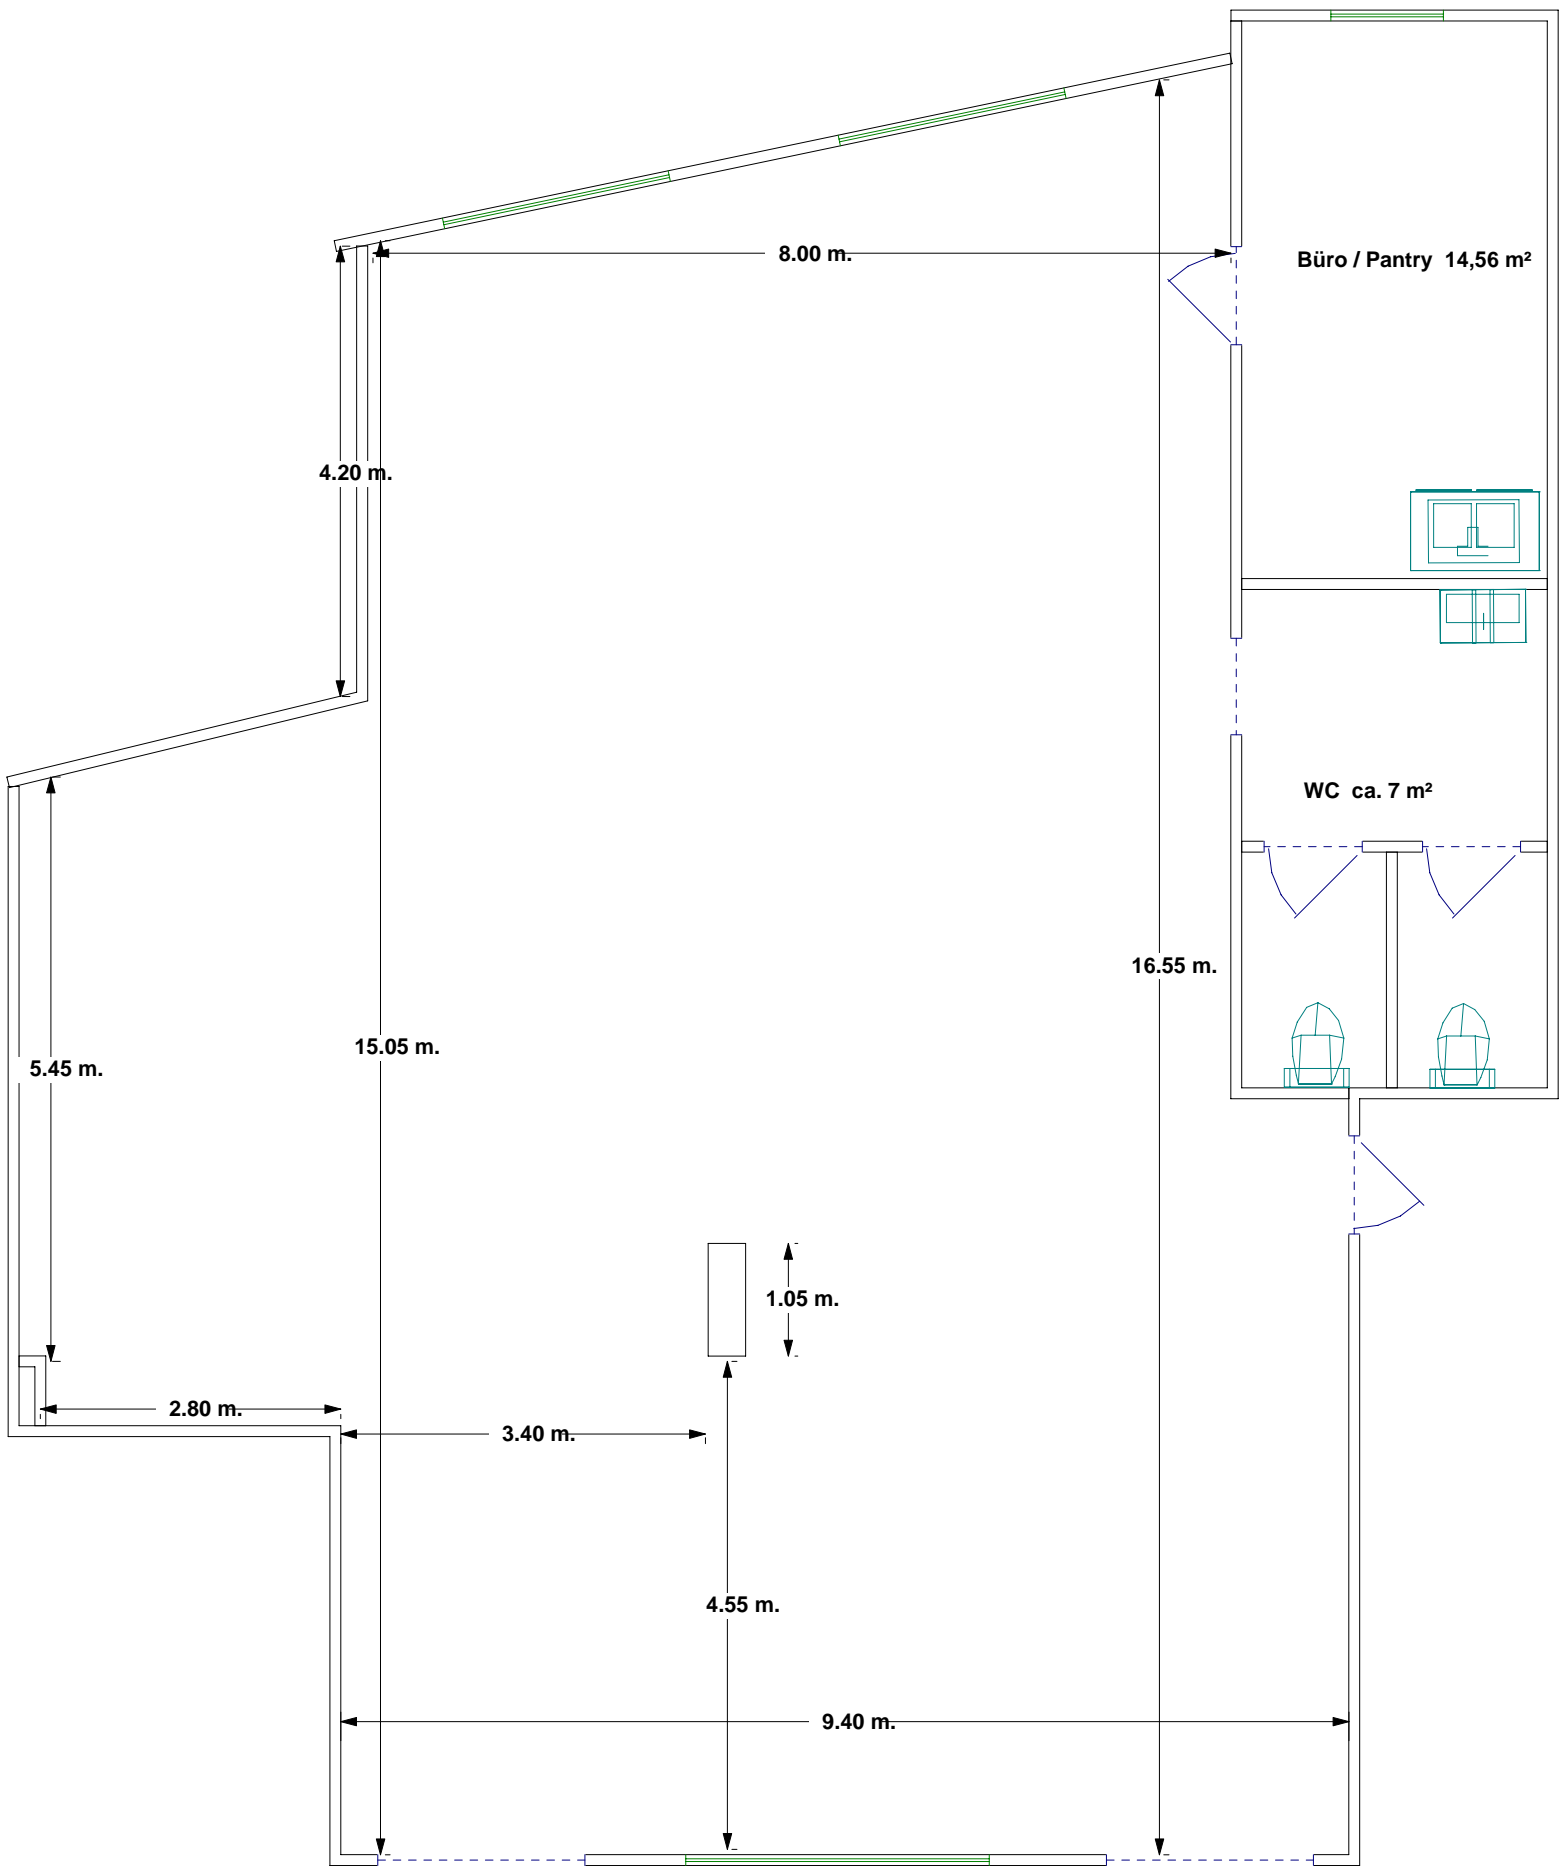 8.00 m.
Büro / Pantry  14,56 m²
4.20 m.
WC  ca. 7 m²
16.55 m.
15.05 m.
5.45 m.
1.05 m.
2.80 m.
3.40 m.
4.55 m.
9.40 m.